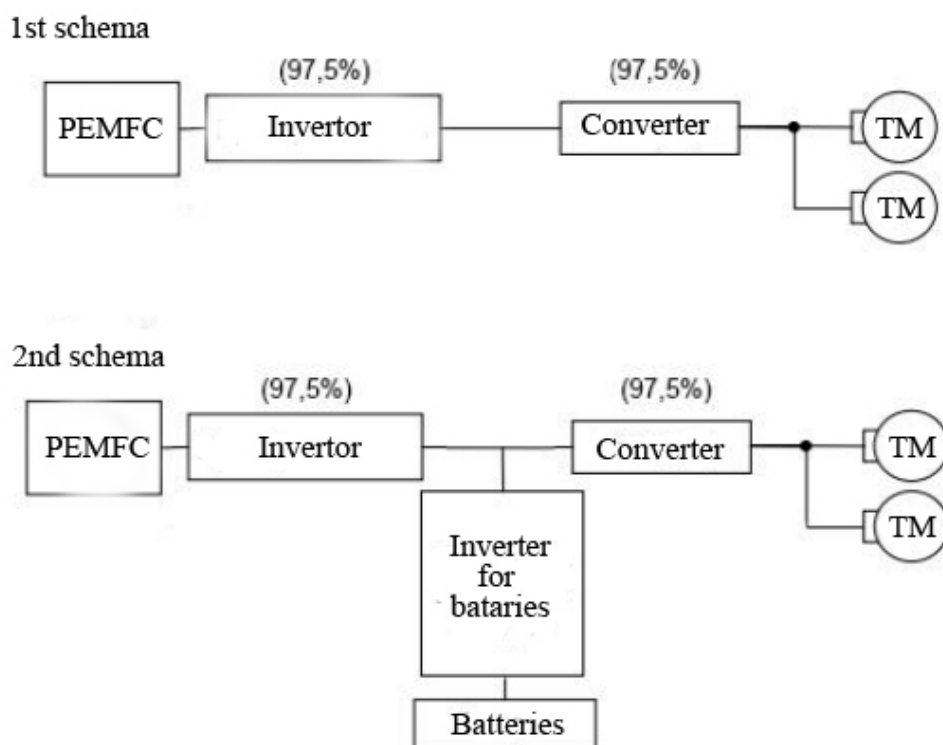 1st schema
(97,5%) (97,5%)
PEMFC Invertor Converter TM
TM
2nd schema
(97,5%) (97,5%)
PEMFC Invertor Converter TM
TM
Inverter
for
bataries
Batteries